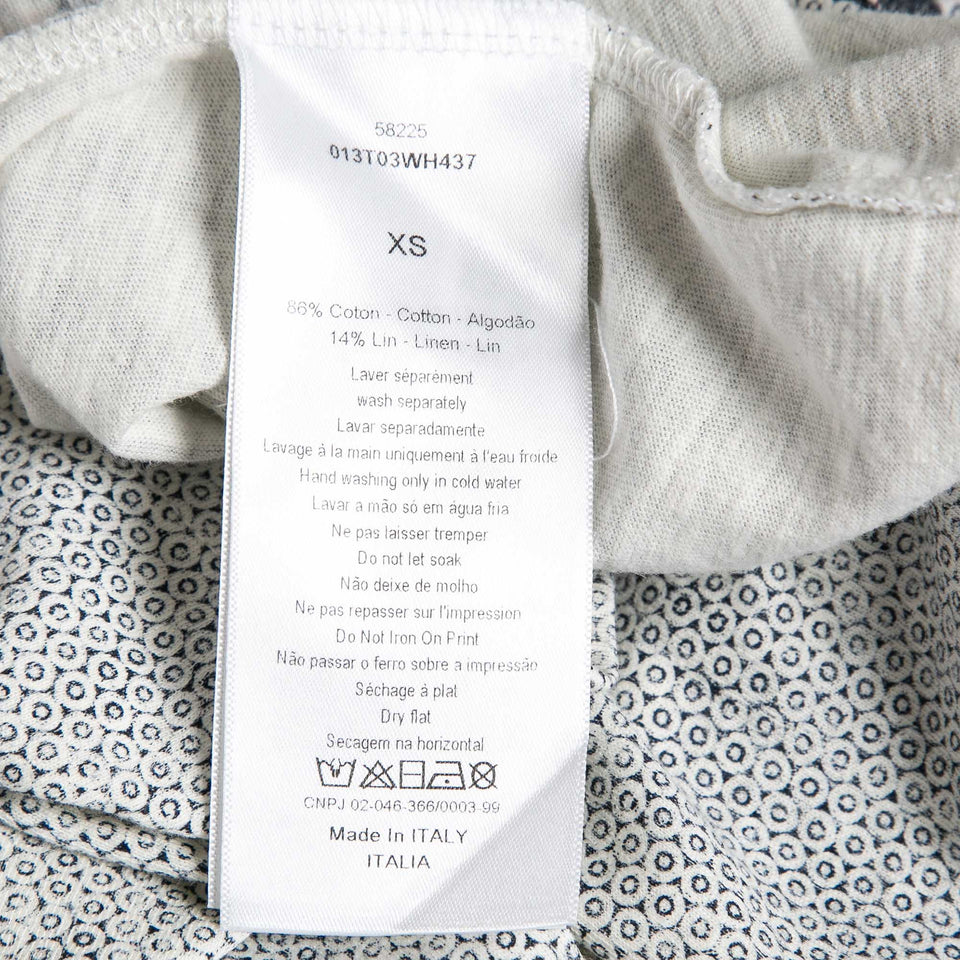 58225
013T03WH437
XS
86% Coton - Cotton - Algodão
14% Lin - Linen - Lin
Laver séparément
wash separately
Lavar separadamente
Lavage à la main uniquement à l'eau froide
Hand washing only in cold water
Lavar a mão só em água fria
Ne pas laisser tremper
Do not let soak
Não deixe de molho
Ne pas repasser sur l'impression
Do Not Iron On Print
Não passar o ferro sobre a impressão
Séchage à plat
Dry flat
Secagem na horizontal
CNPJ 02-046-366/0003-99
Made In ITALY
ITALIA